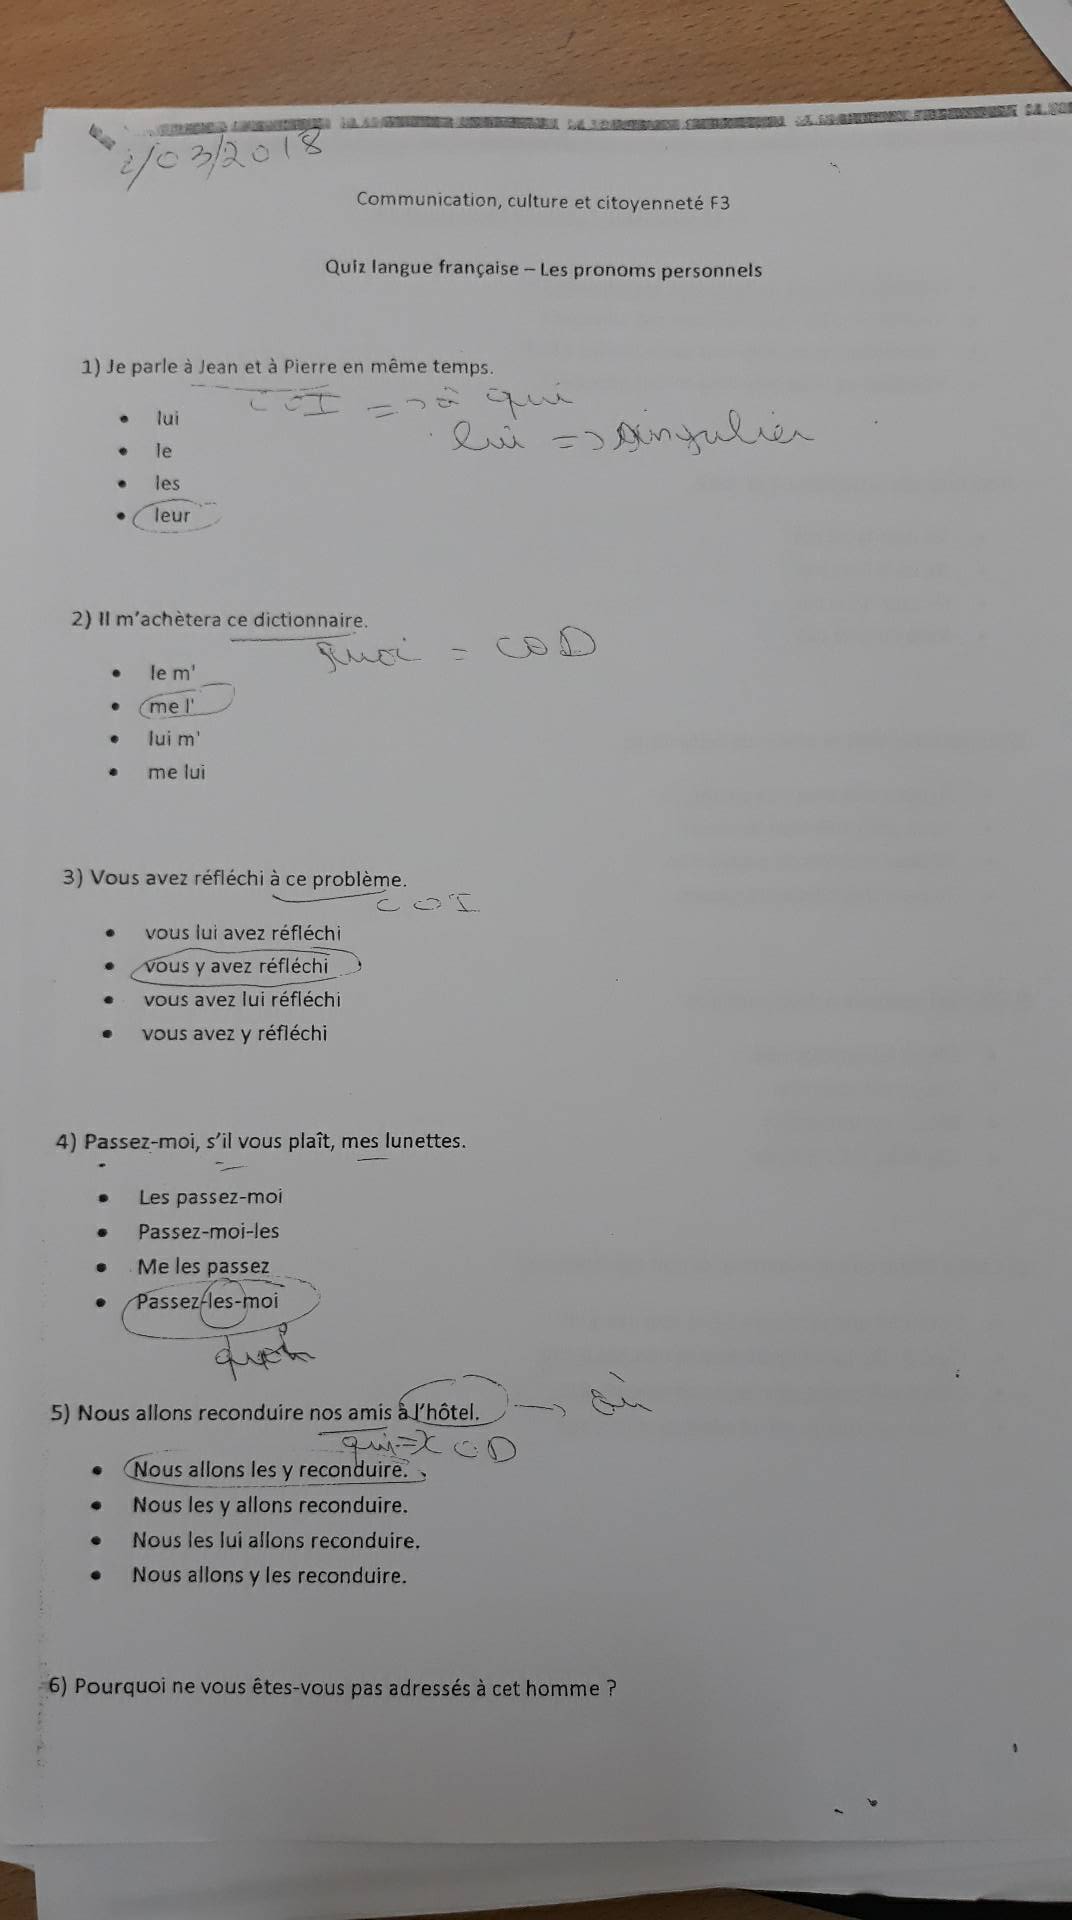 /03/2018
Communication, culture et citoyenneté F3
Quiz langue française – Les pronoms personnels
1) Je parle à Jean et à Pierre en même temps.
COI => à qui
• lui
lui => singulier
• le
• les
• leur
2) Il m'achètera ce dictionnaire.
quoi = COD
• le m'
• me l'
• lui m'
• me lui
3) Vous avez réfléchi à ce problème.
COI
• vous lui avez réfléchi
• vous y avez réfléchi
• vous avez lui réfléchi
• vous avez y réfléchi
4) Passez-moi, s'il vous plaît, mes lunettes.
• Les passez-moi
• Passez-moi-les
• Me les passez
• Passez-les-moi
quoi
5) Nous allons reconduire nos amis à l'hôtel. → où
qui
• Nous allons les y reconduire.
• Nous les y allons reconduire.
• Nous les lui allons reconduire.
• Nous allons y les reconduire.
6) Pourquoi ne vous êtes-vous pas adressés à cet homme ?